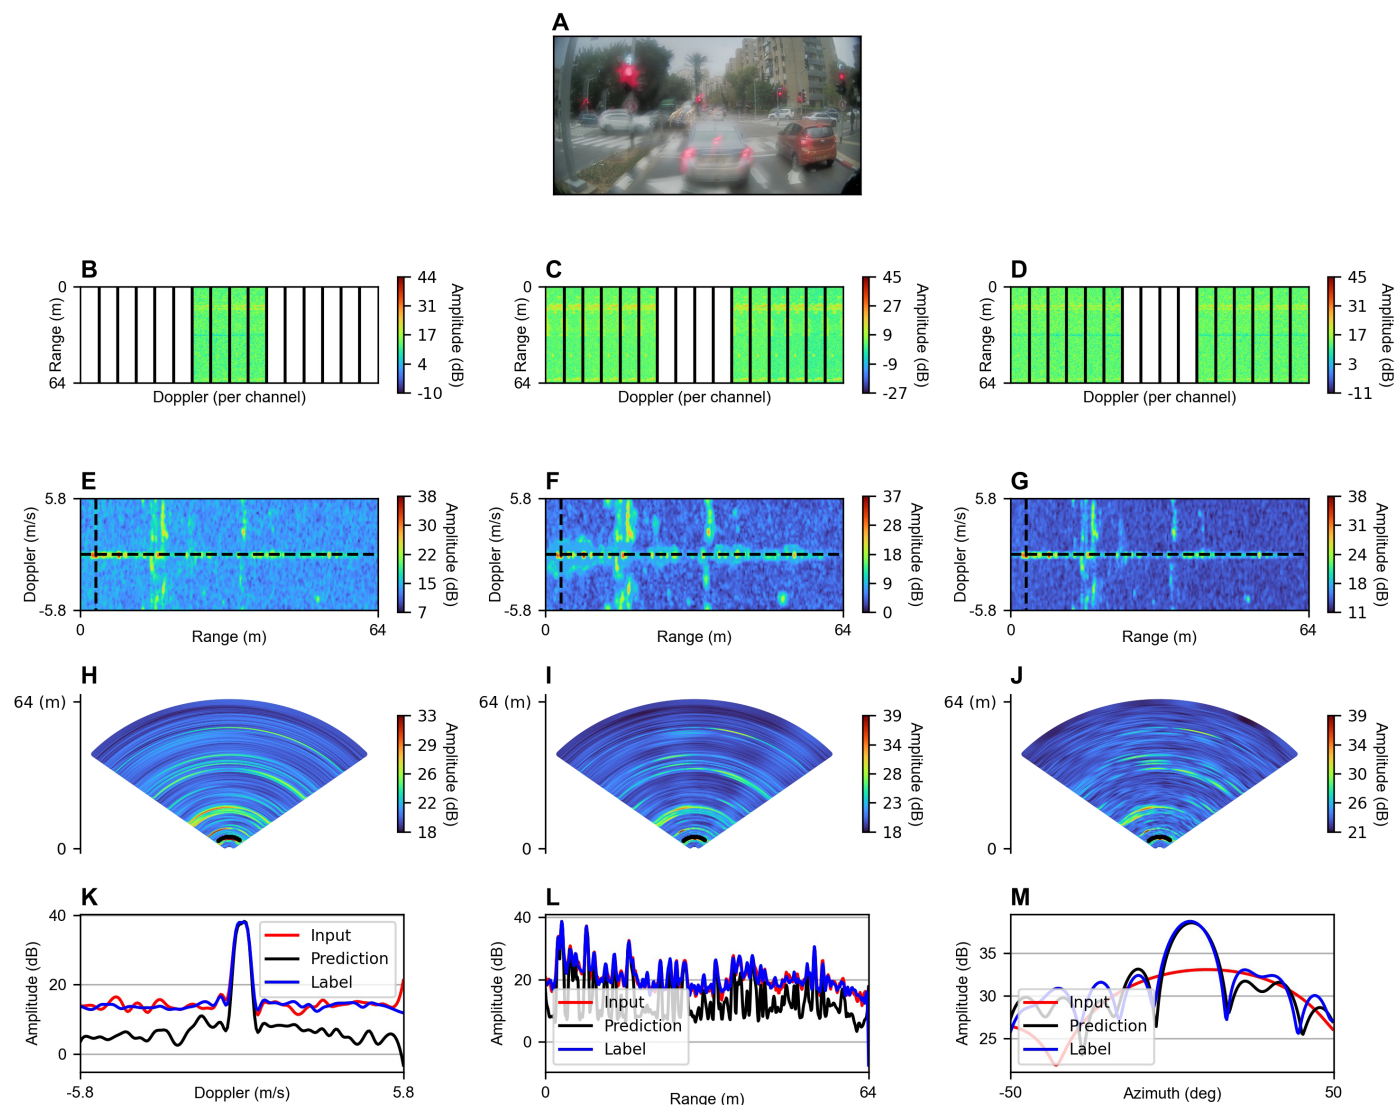 A
B
0
Range (m)
64
Doppler (per channel)
44
31
17
4
-10
Amplitude (dB)
C
0
Range (m)
64
Doppler (per channel)
45
27
9
-9
-27
Amplitude (dB)
D
0
Range (m)
64
Doppler (per channel)
45
31
17
3
-11
Amplitude (dB)
E
5.8
Doppler (m/s)
-5.8
0
64
Range (m)
38
30
22
15
7
Amplitude (dB)
F
5.8
Doppler (m/s)
-5.8
0
64
Range (m)
37
27
18
9
0
Amplitude (dB)
G
5.8
Doppler (m/s)
-5.8
0
64
Range (m)
38
31
24
18
11
Amplitude (dB)
H
64 (m)
0
33
29
26
22
18
Amplitude (dB)
I
64 (m)
0
39
34
29
23
18
Amplitude (dB)
J
64 (m)
0
39
34
30
26
21
Amplitude (dB)
K
40
20
0
Amplitude (dB)
Input
Prediction
Label
-5.8
5.8
Doppler (m/s)
L
40
20
0
Amplitude (dB)
Input
Prediction
Label
0
64
Range (m)
M
35
30
25
Amplitude (dB)
Input
Prediction
Label
-50
50
Azimuth (deg)